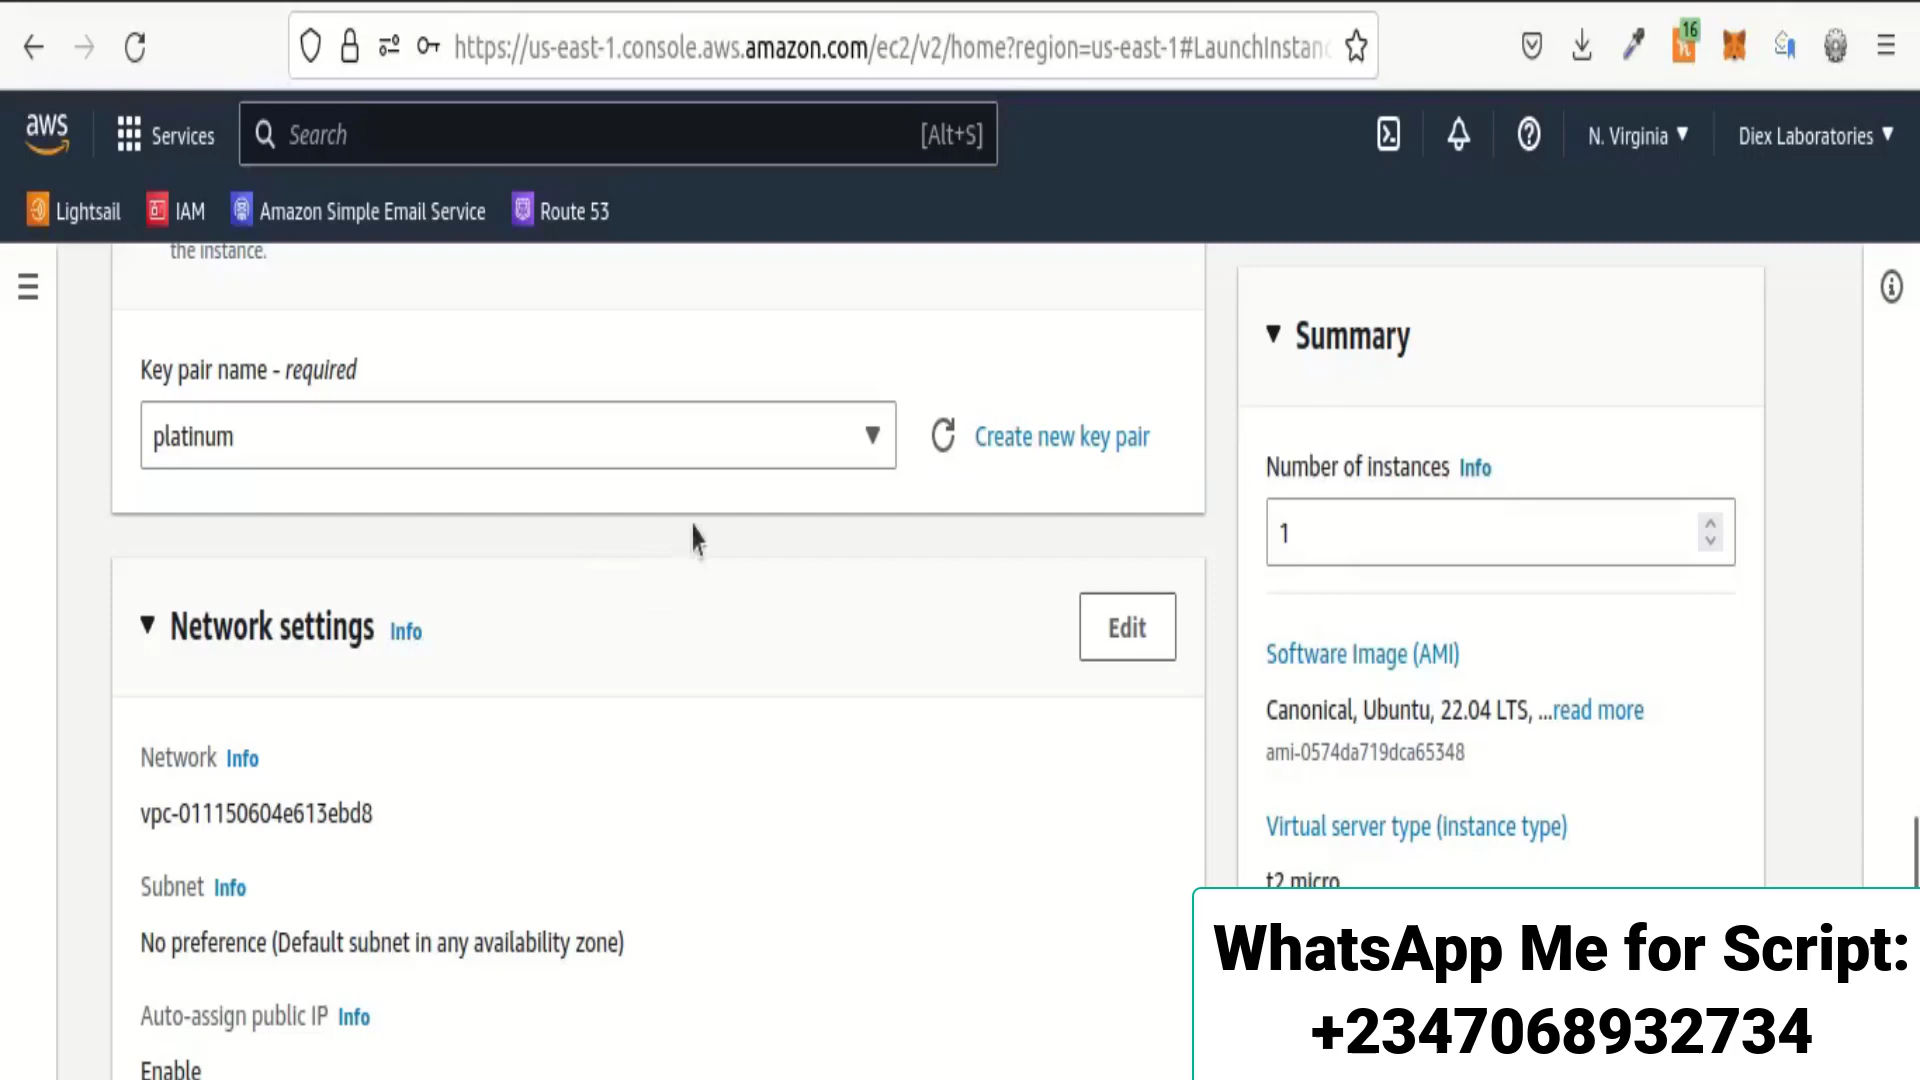 https://us-east-1.console.aws.amazon.com/ec2/v2/home?region=us-east-1#LaunchInstanc
16
aws
Services
Search
[Alt+S]
N. Virginia ▼
Diex Laboratories ▼
Lightsail
IAM
Amazon Simple Email Service
Route 53
the instance.
Key pair name - required
platinum
Create new key pair
Network settings Info
Edit
Network Info
vpc-011150604e613ebd8
Subnet Info
No preference (Default subnet in any availability zone)
Auto-assign public IP Info
Enable
Summary
Number of instances Info
1
Software Image (AMI)
Canonical, Ubuntu, 22.04 LTS, ...read more
ami-0574da719dca65348
Virtual server type (instance type)
t2.micro
WhatsApp Me for Script:
+2347068932734